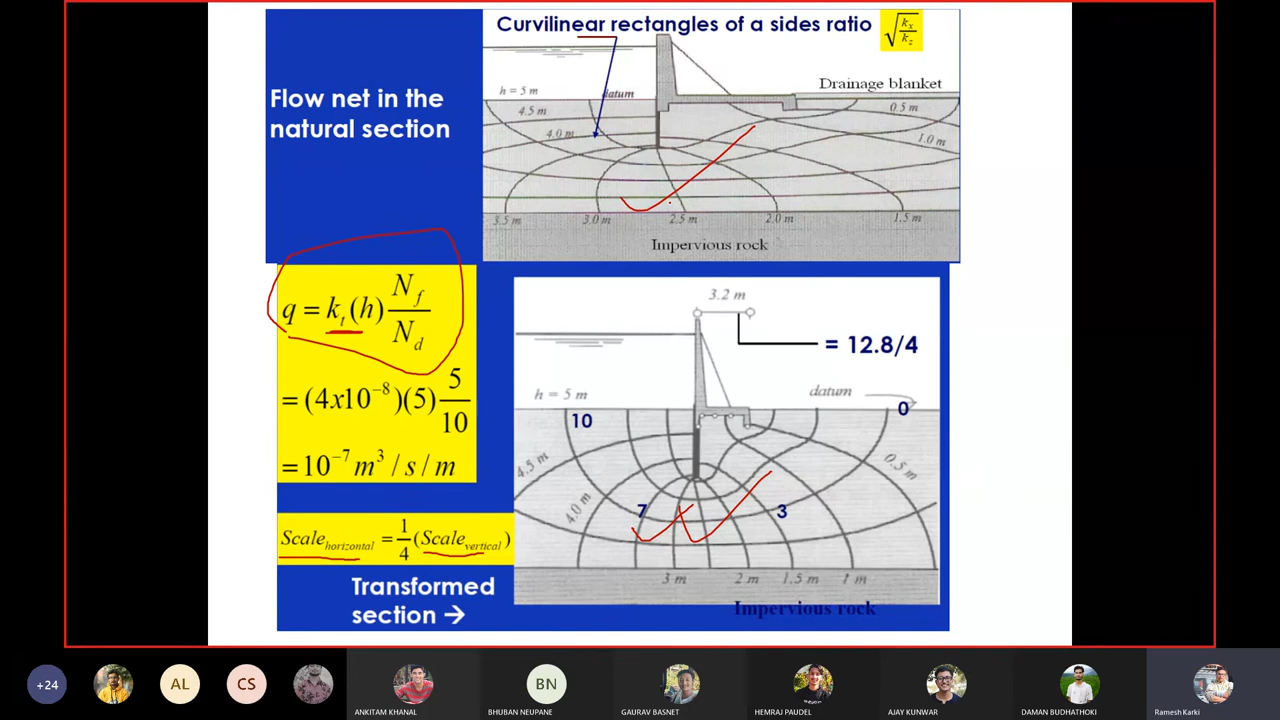 Curvilinear rectangles of a sides ratio √(kx/kz)
Flow net in the
natural section
h = 5 m
datum
Drainage blanket
4.5 m
0.5 m
4.0 m
1.0 m
3.5 m
3.0 m
2.5 m
2.0 m
1.5 m
Impervious rock
q = kt(h) Nf/Nd
= (4x10⁻⁸)(5) 5/10
= 10⁻⁷ m³ / s / m
Scale horizontal = 1/4 (Scale vertical)
Transformed
section →
3.2 m
= 12.8/4
h = 5 m
datum
0
10
4.5 m
0.5 m
4.0 m
7
3
3 m
2 m
1.5 m
1 m
Impervious rock
+24
AL
CS
ANKITAM KHANAL
BN
BHUBAN NEUPANE
GAURAV BASNET
HEMRAJ PAUDEL
AJAY KUNWAR
DAMAN BUDHATHOKI
Ramesh Karki